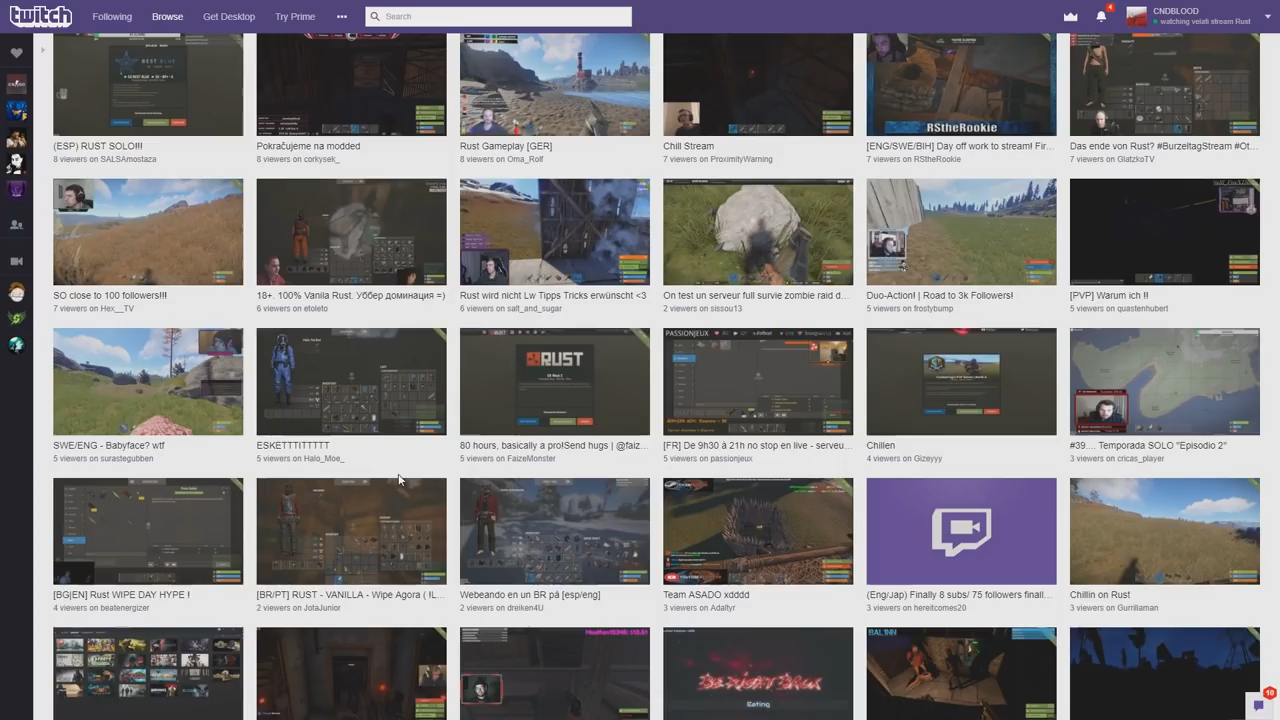 twitch
Following
Browse
Get Desktop
Try Prime
Search
4
CNDBLOOD
watching veiafi stream Rust
BEST BLUE
RStheRookie
(ESP) RUST SOLO!!!
8 viewers on SALSAmostaza
Pokračujeme na modded
8 viewers on corkysek_
Rust Gameplay [GER]
8 viewers on Oma_Rolf
Chill Stream
7 viewers on ProximityWarning
[ENG/SWE/BIH] Day off work to stream! Fir...
7 viewers on RStheRookie
Das ende von Rust? #BurzeltagStream #Ot...
7 viewers on GlatzkoTV
SO close to 100 followers!!!
7 viewers on Hex__TV
18+. 100% Vanila Rust. Уббер доминация =)
6 viewers on etoleto
Rust wird nicht Lw Tipps Tricks erwünscht <3
6 viewers on salt_and_sugar
On test un serveur full survie zombie raid d...
2 viewers on sissou13
Duo-Action! | Road to 3k Followers!
5 viewers on frostybump
[PVP] Warum ich !!
5 viewers on quastenhubert
RUST
PASSIONJEUX
SWE/ENG - Babyface? wtf
5 viewers on surastegubben
ESKETTTITTTTT
5 viewers on Halo_Moe_
80 hours, basically a pro!Send hugs | @faiz...
5 viewers on FaizeMonster
[FR] De 9h30 à 21h no stop en live - serveu...
5 viewers on passionjeux
Chillen
4 viewers on Gizeyyy
#39.... Temporada SOLO "Episodio 2"
3 viewers on cricas_player
[BG|EN] Rust WIPE DAY HYPE !
4 viewers on beatenergizer
[BR/PT] RUST - VANILLA - Wipe Agora ( !L...
2 viewers on JotaJunior
Webeando en un BR pä [esp/eng]
2 viewers on dreiken4U
Team ASADO xdddd
3 viewers on Adaltyr
(Eng/Jap) Finally 8 subs/ 75 followers finall...
3 viewers on hereitcomes20
Chillin on Rust
3 viewers on Gurrllaman
Eating
10